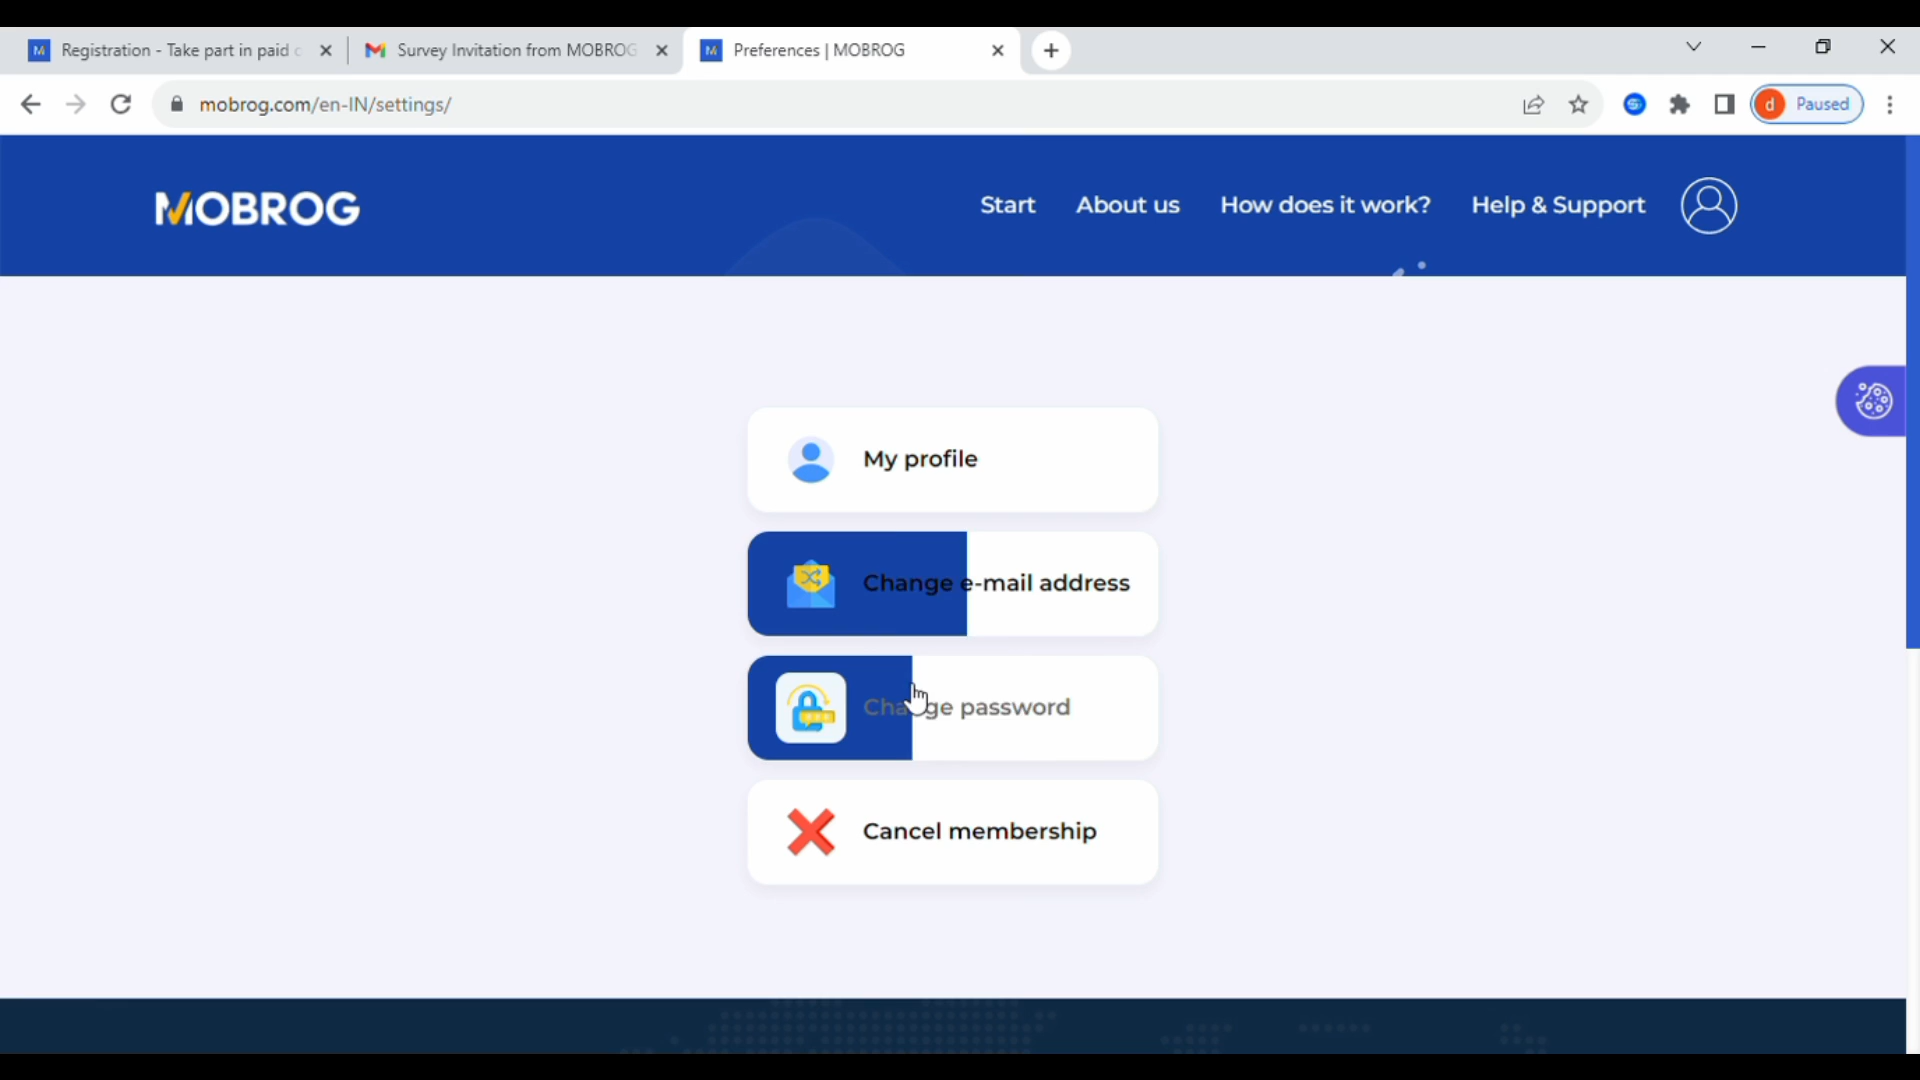 Registration - Take part in paid
Survey Invitation from MOBROG
Preferences | MOBROG
mobrog.com/en-IN/settings/
d Paused
MOBROG
Start About us How does it work? Help & Support
My profile
Change e-mail address
Change password
Cancel membership